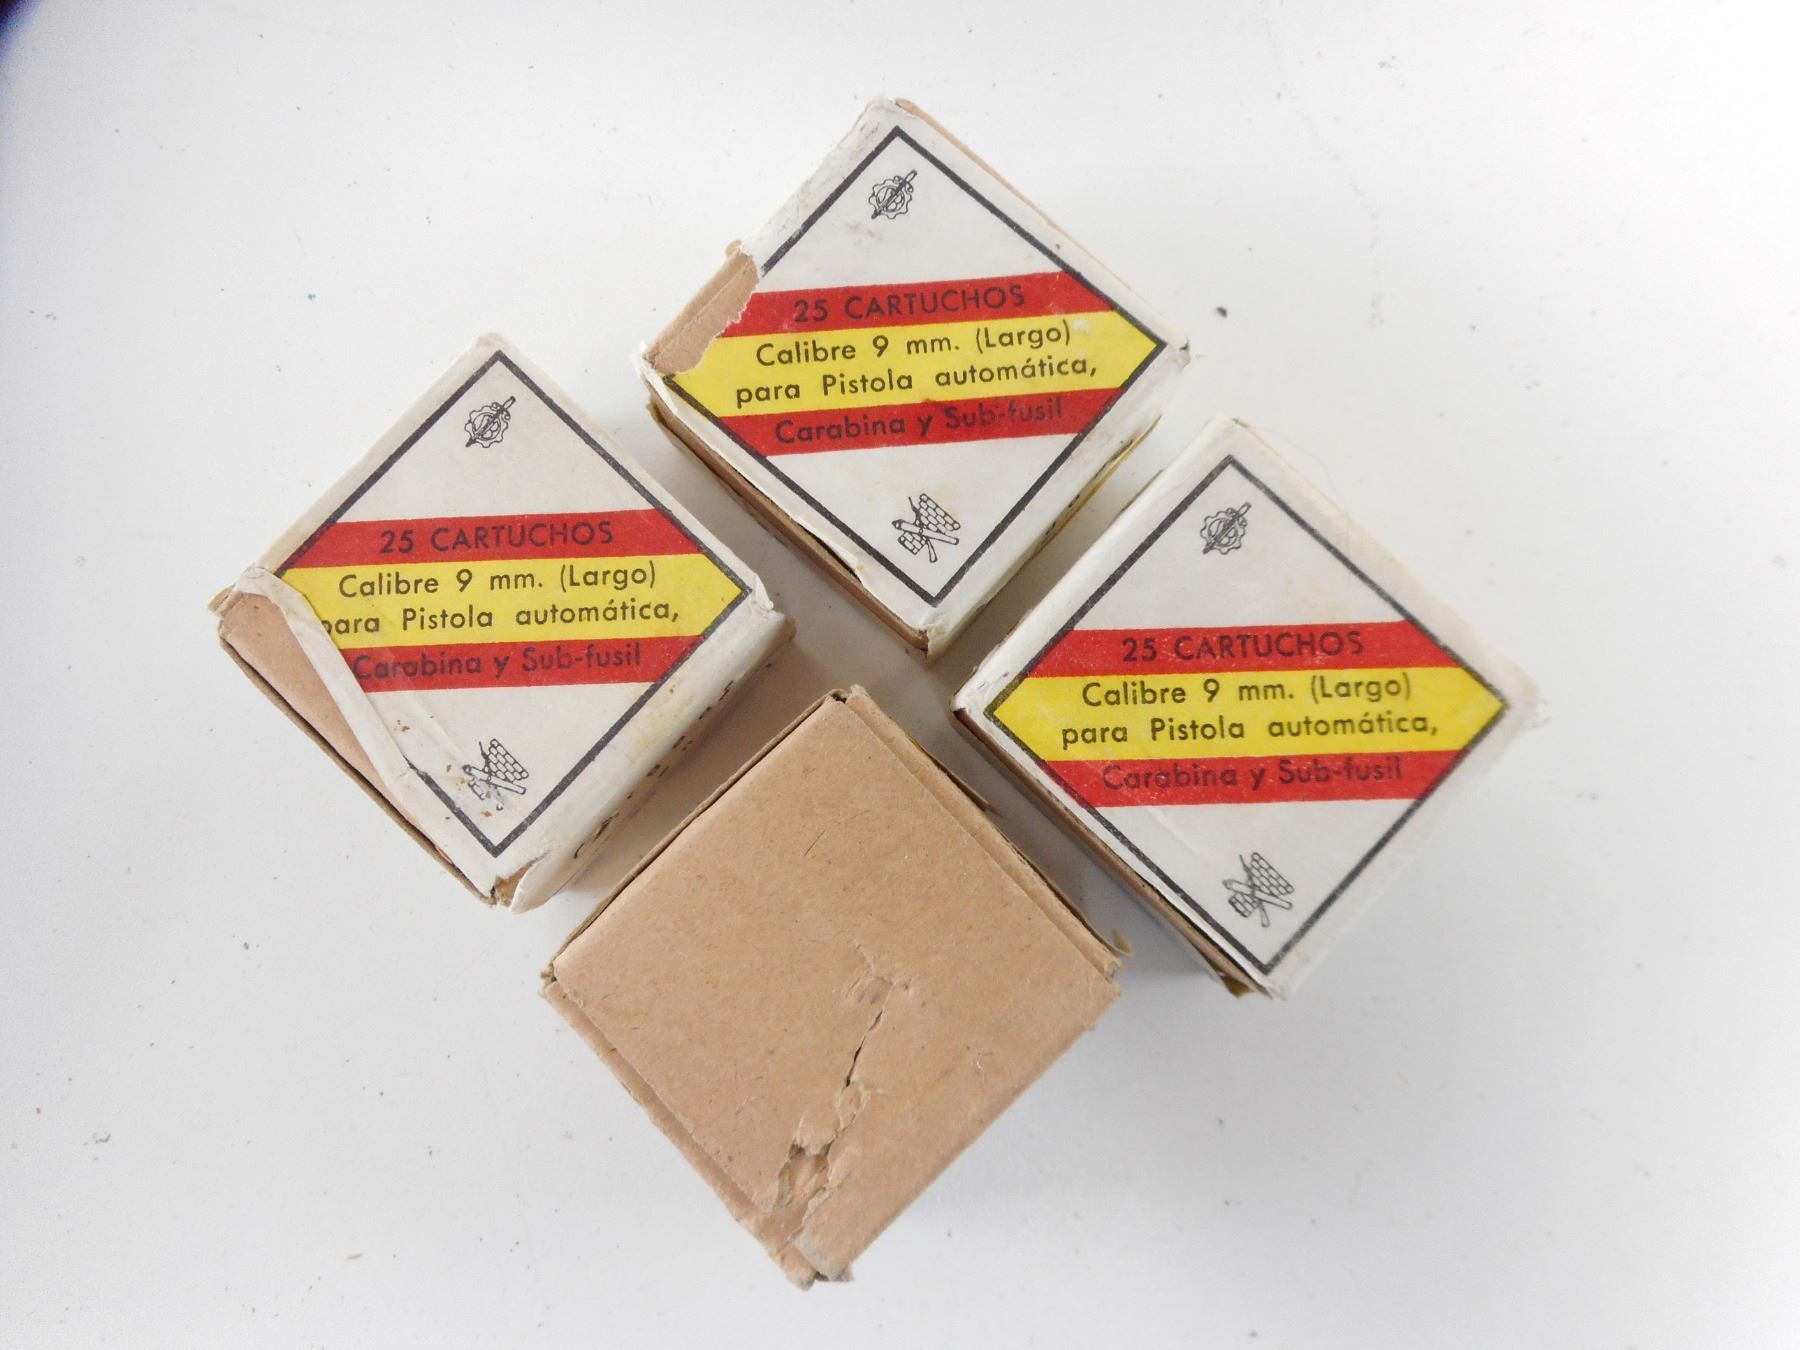 25 CARTUCHOS
Calibre 9 mm. (Largo)
para Pistola automática,
Carabina y Sub-fusil
25 CARTUCHOS
Calibre 9 mm. (Largo)
para Pistola automática,
Carabina y Sub-fusil
25 CARTUCHOS
Calibre 9 mm. (Largo)
para Pistola automática,
Carabina y Sub-fusil